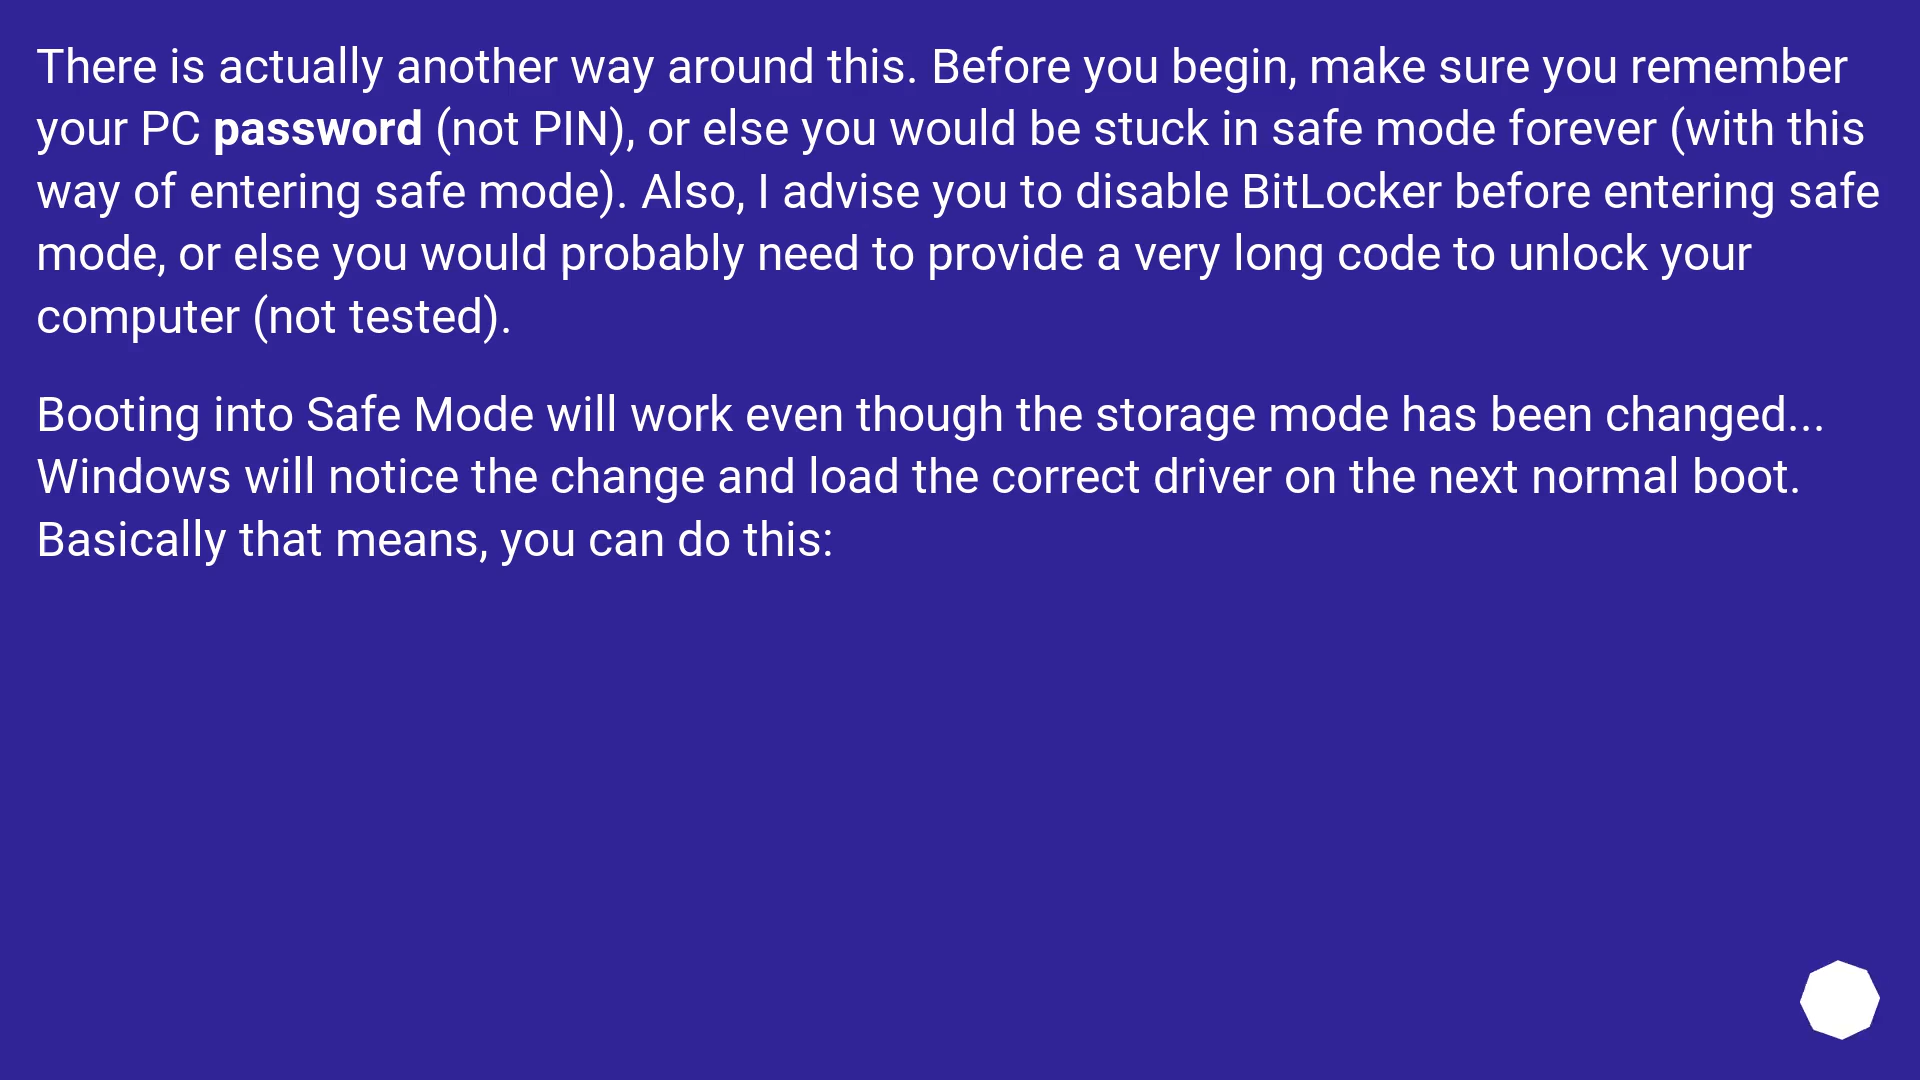 There is actually another way around this. Before you begin, make sure you remember
your PC password (not PIN), or else you would be stuck in safe mode forever (with this
way of entering safe mode). Also, I advise you to disable BitLocker before entering safe
mode, or else you would probably need to provide a very long code to unlock your
computer (not tested).
Booting into Safe Mode will work even though the storage mode has been changed...
Windows will notice the change and load the correct driver on the next normal boot.
Basically that means, you can do this: